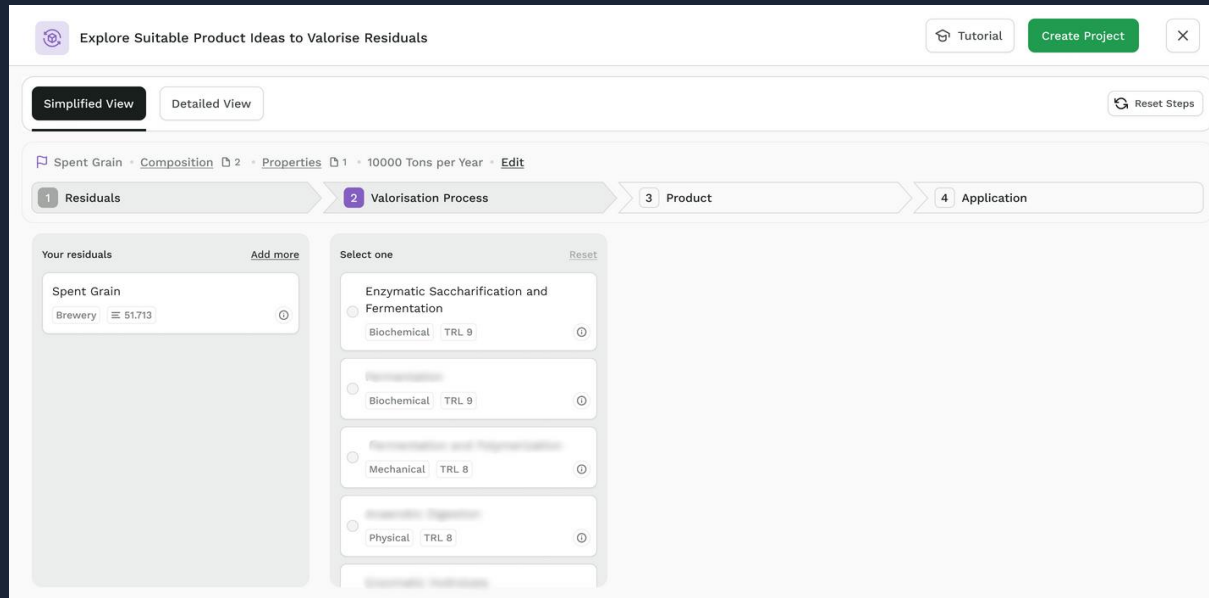 Explore Suitable Product Ideas to Valorise Residuals
Tutorial
Create Project
Simplified View
Detailed View
Reset Steps
Spent Grain • Composition 2 • Properties 1 • 10000 Tons per Year • Edit
1 Residuals
2 Valorisation Process
3 Product
4 Application
Your residuals
Add more
Spent Grain
Brewery
51.713
Select one
Reset
Enzymatic Saccharification and
Fermentation
Biochemical
TRL 9
Biochemical
TRL 9
Mechanical
TRL 8
Physical
TRL 8